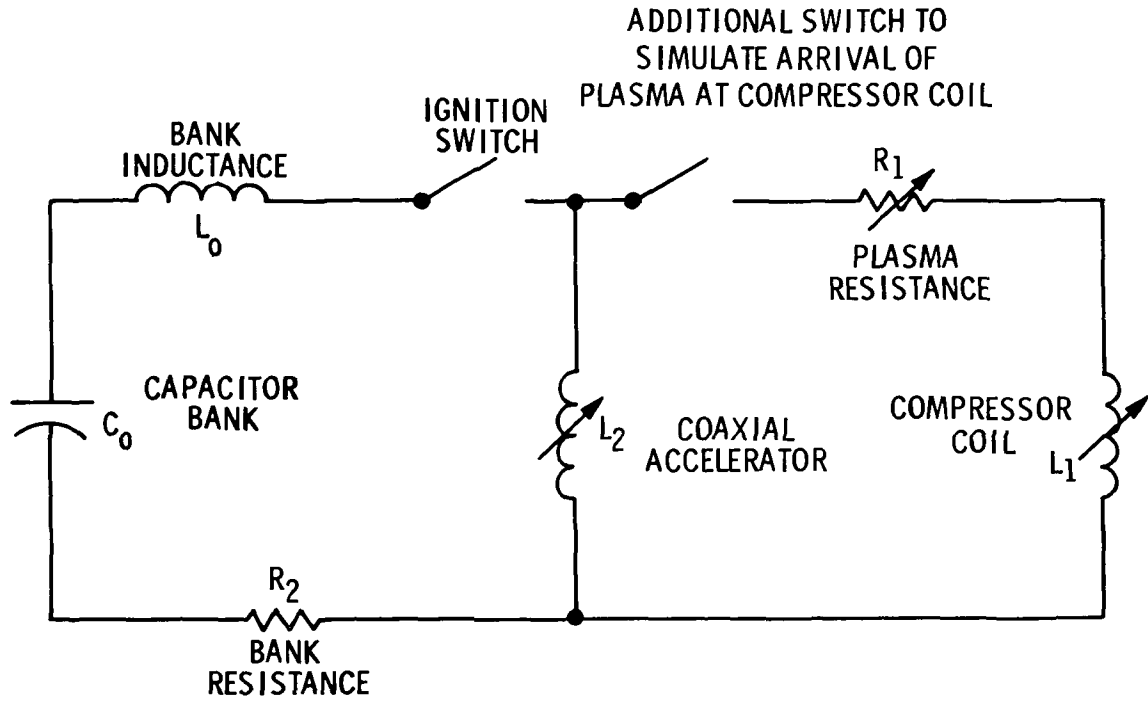 ADDITIONAL SWITCH TO
SIMULATE ARRIVAL OF
PLASMA AT COMPRESSOR COIL
IGNITION
SWITCH
BANK
INDUCTANCE
L0
R1
PLASMA
RESISTANCE
CAPACITOR
BANK
C0
L2
COAXIAL
ACCELERATOR
COMPRESSOR
COIL
L1
R2
BANK
RESISTANCE